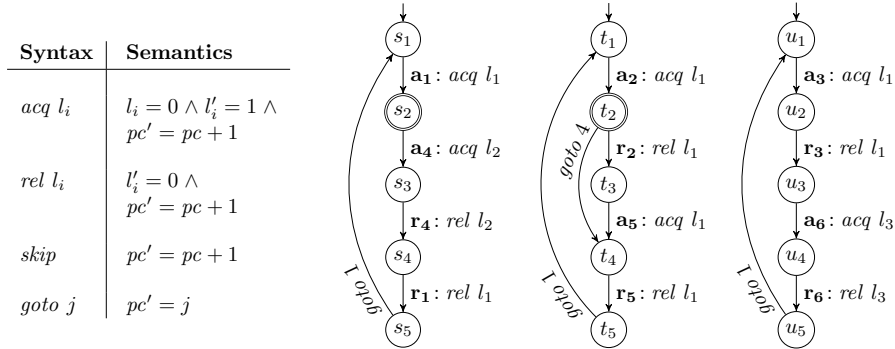 Syntax Semantics
acq l_i l_i = 0 ∧ l'_i = 1 ∧
pc' = pc + 1
rel l_i l'_i = 0 ∧
pc' = pc + 1
skip pc' = pc + 1
goto j pc' = j
s_1
a_1: acq l_1
s_2
a_4: acq l_2
s_3
r_4: rel l_2
s_4
r_1: rel l_1
s_5
goto 1
t_1
a_2: acq l_1
t_2
goto 4
r_2: rel l_1
t_3
a_5: acq l_1
t_4
r_5: rel l_1
t_5
goto 1
u_1
a_3: acq l_1
u_2
r_3: rel l_1
u_3
a_6: acq l_3
u_4
r_6: rel l_3
u_5
goto 1